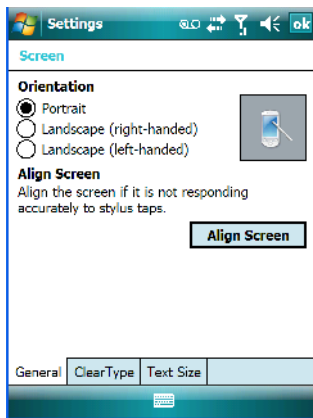 Settings
ok
Screen
Orientation
Portrait
Landscape (right-handed)
Landscape (left-handed)
Align Screen
Align the screen if it is not responding
accurately to stylus taps.
Align Screen
General ClearType Text Size